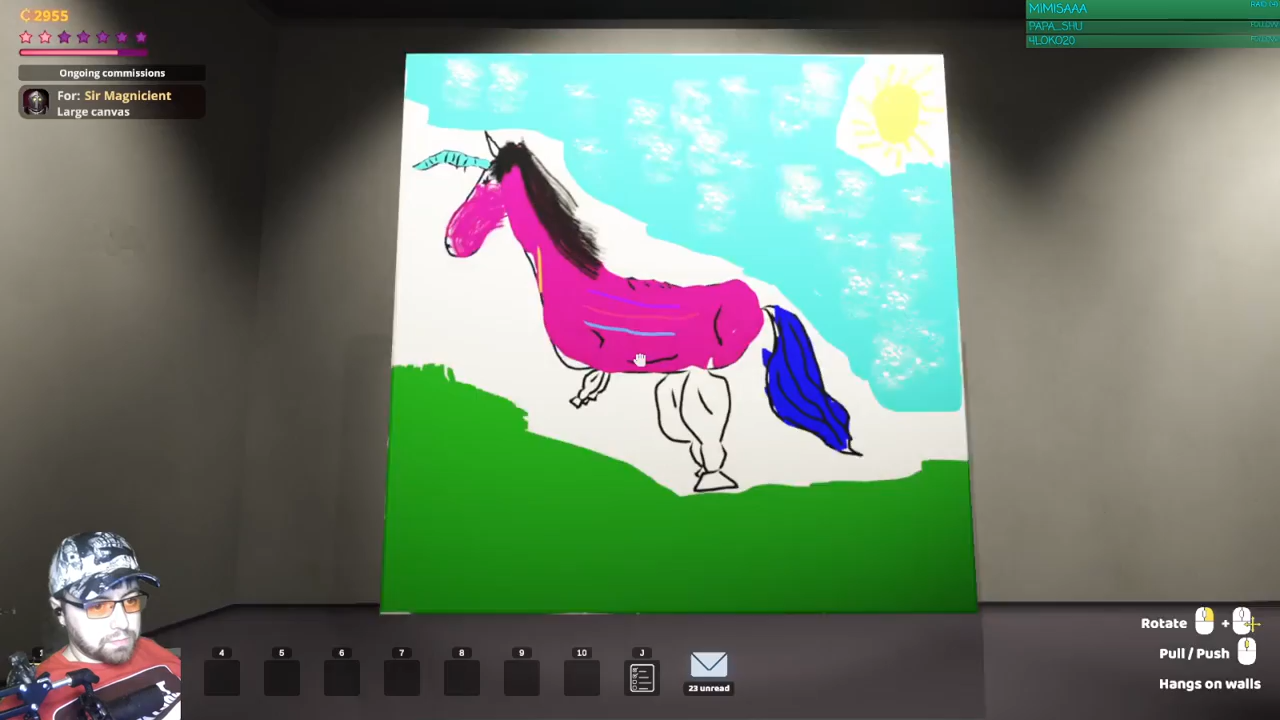 ₵ 2955
Ongoing commissions
For: Sir Magnicient
Large canvas
MIMISAAA
PAPA_SHU
4LOKO20
4
5
6
7
8
9
10
J
23 unread
Rotate +
Pull / Push
Hangs on walls